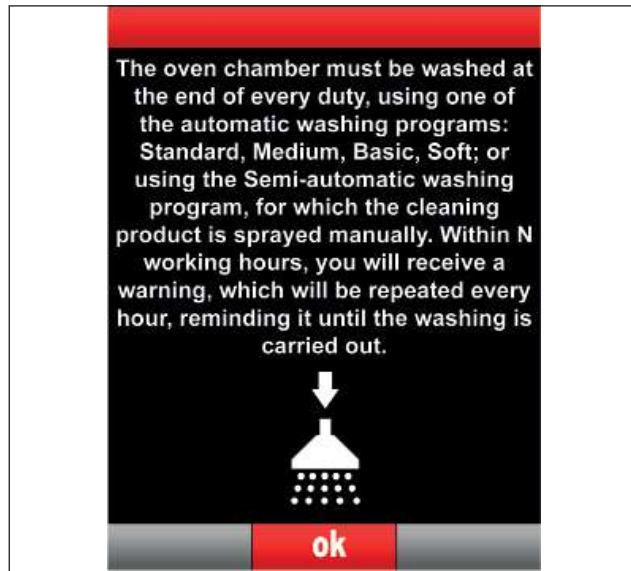 The oven chamber must be washed at
the end of every duty, using one of
the automatic washing programs:
Standard, Medium, Basic, Soft; or
using the Semi-automatic washing
program, for which the cleaning
product is sprayed manually. Within N
working hours, you will receive a
warning, which will be repeated every
hour, reminding it until the washing is
carried out.
ok